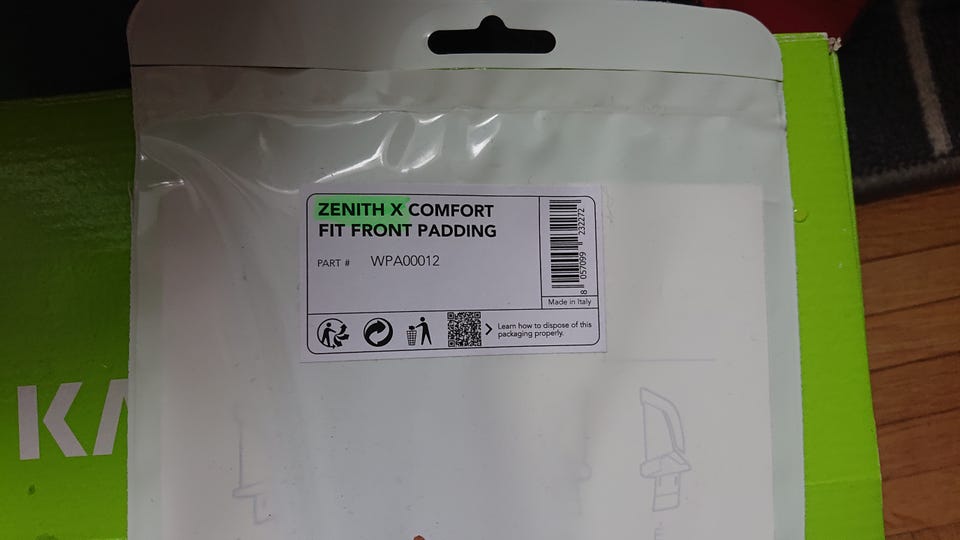 ZENITH X COMFORT
FIT FRONT PADDING
PART # WPA00012
8 057099 232272
Made in Italy
Learn how to dispose of this
packaging properly.